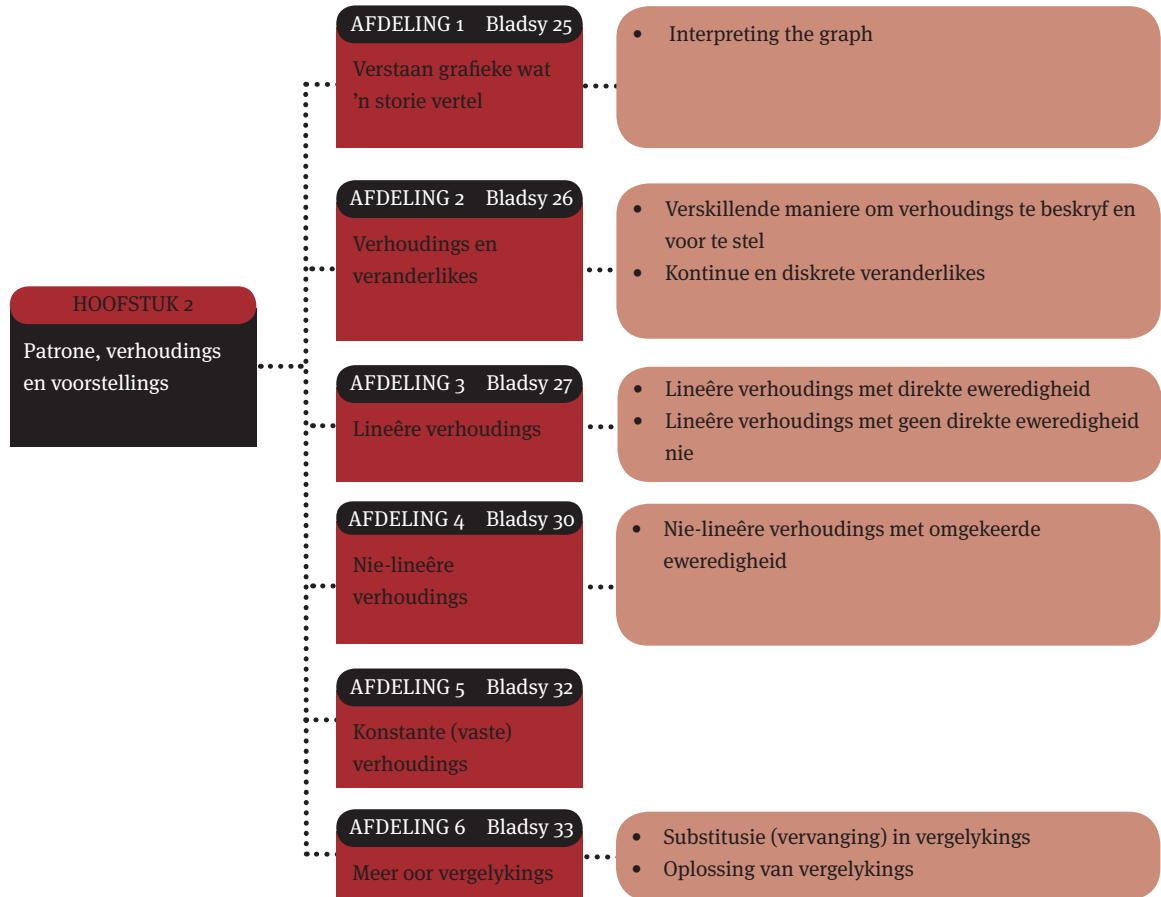 AFDELING 1 Bladsy 25
Verstaan grafieke wat
’n storie vertel
• Interpreting the graph
AFDELING 2 Bladsy 26
Verhoudings en
veranderlikes
• Verskillende maniere om verhoudings te beskryf en
voor te stel
• Kontinue en diskrete veranderlikes
HOOFSTUK 2
Patrone, verhoudings
en voorstellings
AFDELING 3 Bladsy 27
Lineêre verhoudings
• Lineêre verhoudings met direkte eweredigheid
• Lineêre verhoudings met geen direkte eweredigheid
nie
AFDELING 4 Bladsy 30
Nie-lineêre
verhoudings
• Nie-lineêre verhoudings met omgekeerde
eweredigheid
AFDELING 5 Bladsy 32
Konstante (vaste)
verhoudings
AFDELING 6 Bladsy 33
Meer oor vergelykings
• Substitusie (vervanging) in vergelykings
• Oplossing van vergelykings